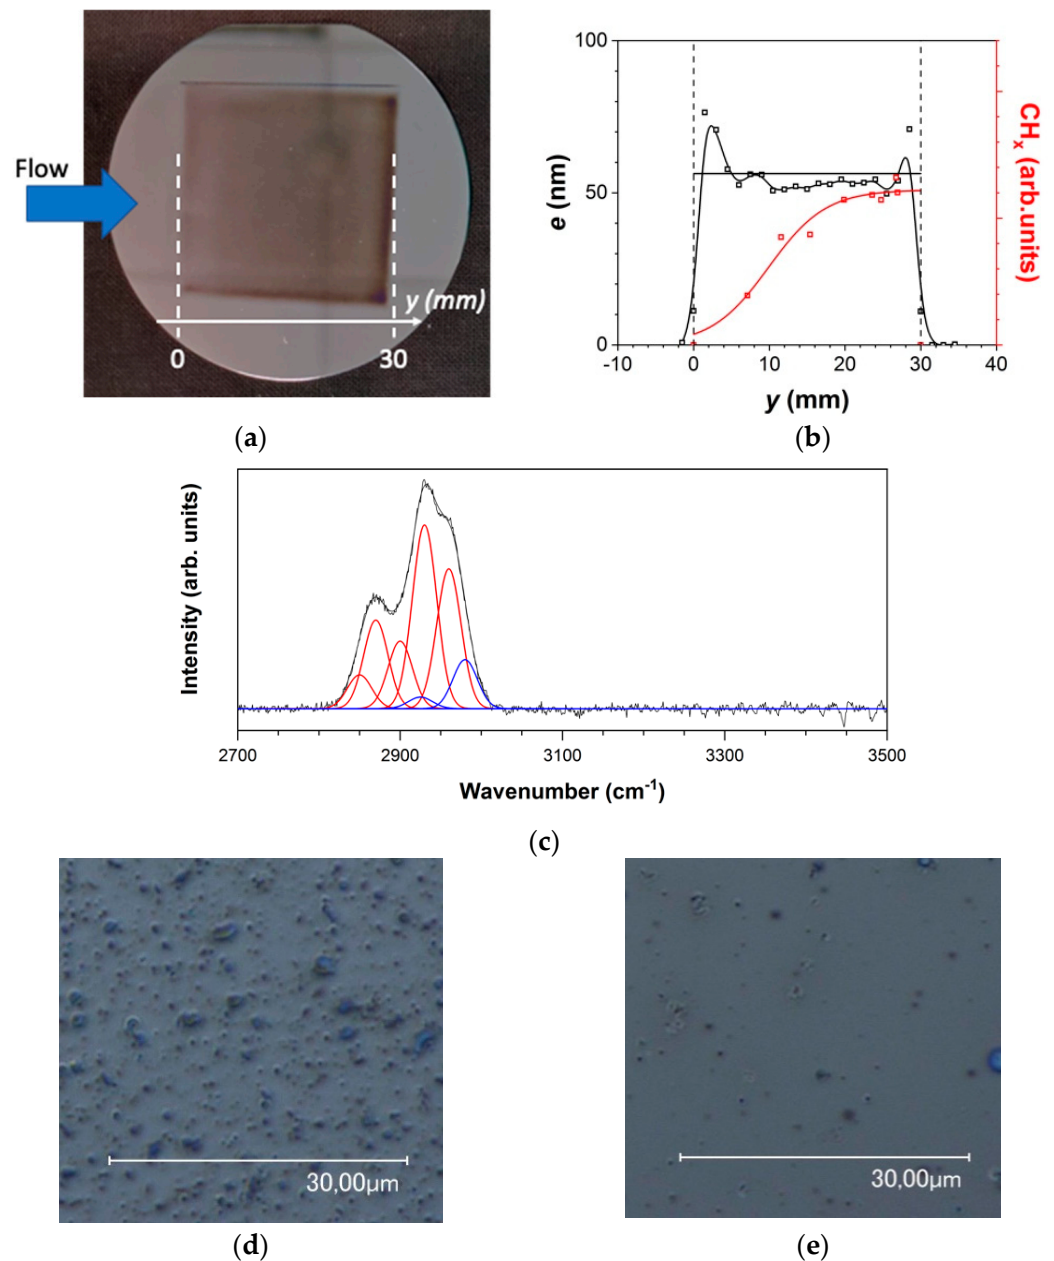 Flow
y (mm)
0
30
(a)
100
50
0
e (nm)
CHx (arb.units)
-10
0
10
20
30
40
y (mm)
(b)
Intensity (arb. units)
2700
2900
3100
3300
3500
Wavenumber (cm-1)
(c)
30,00µm
30,00µm
(d)
(e)